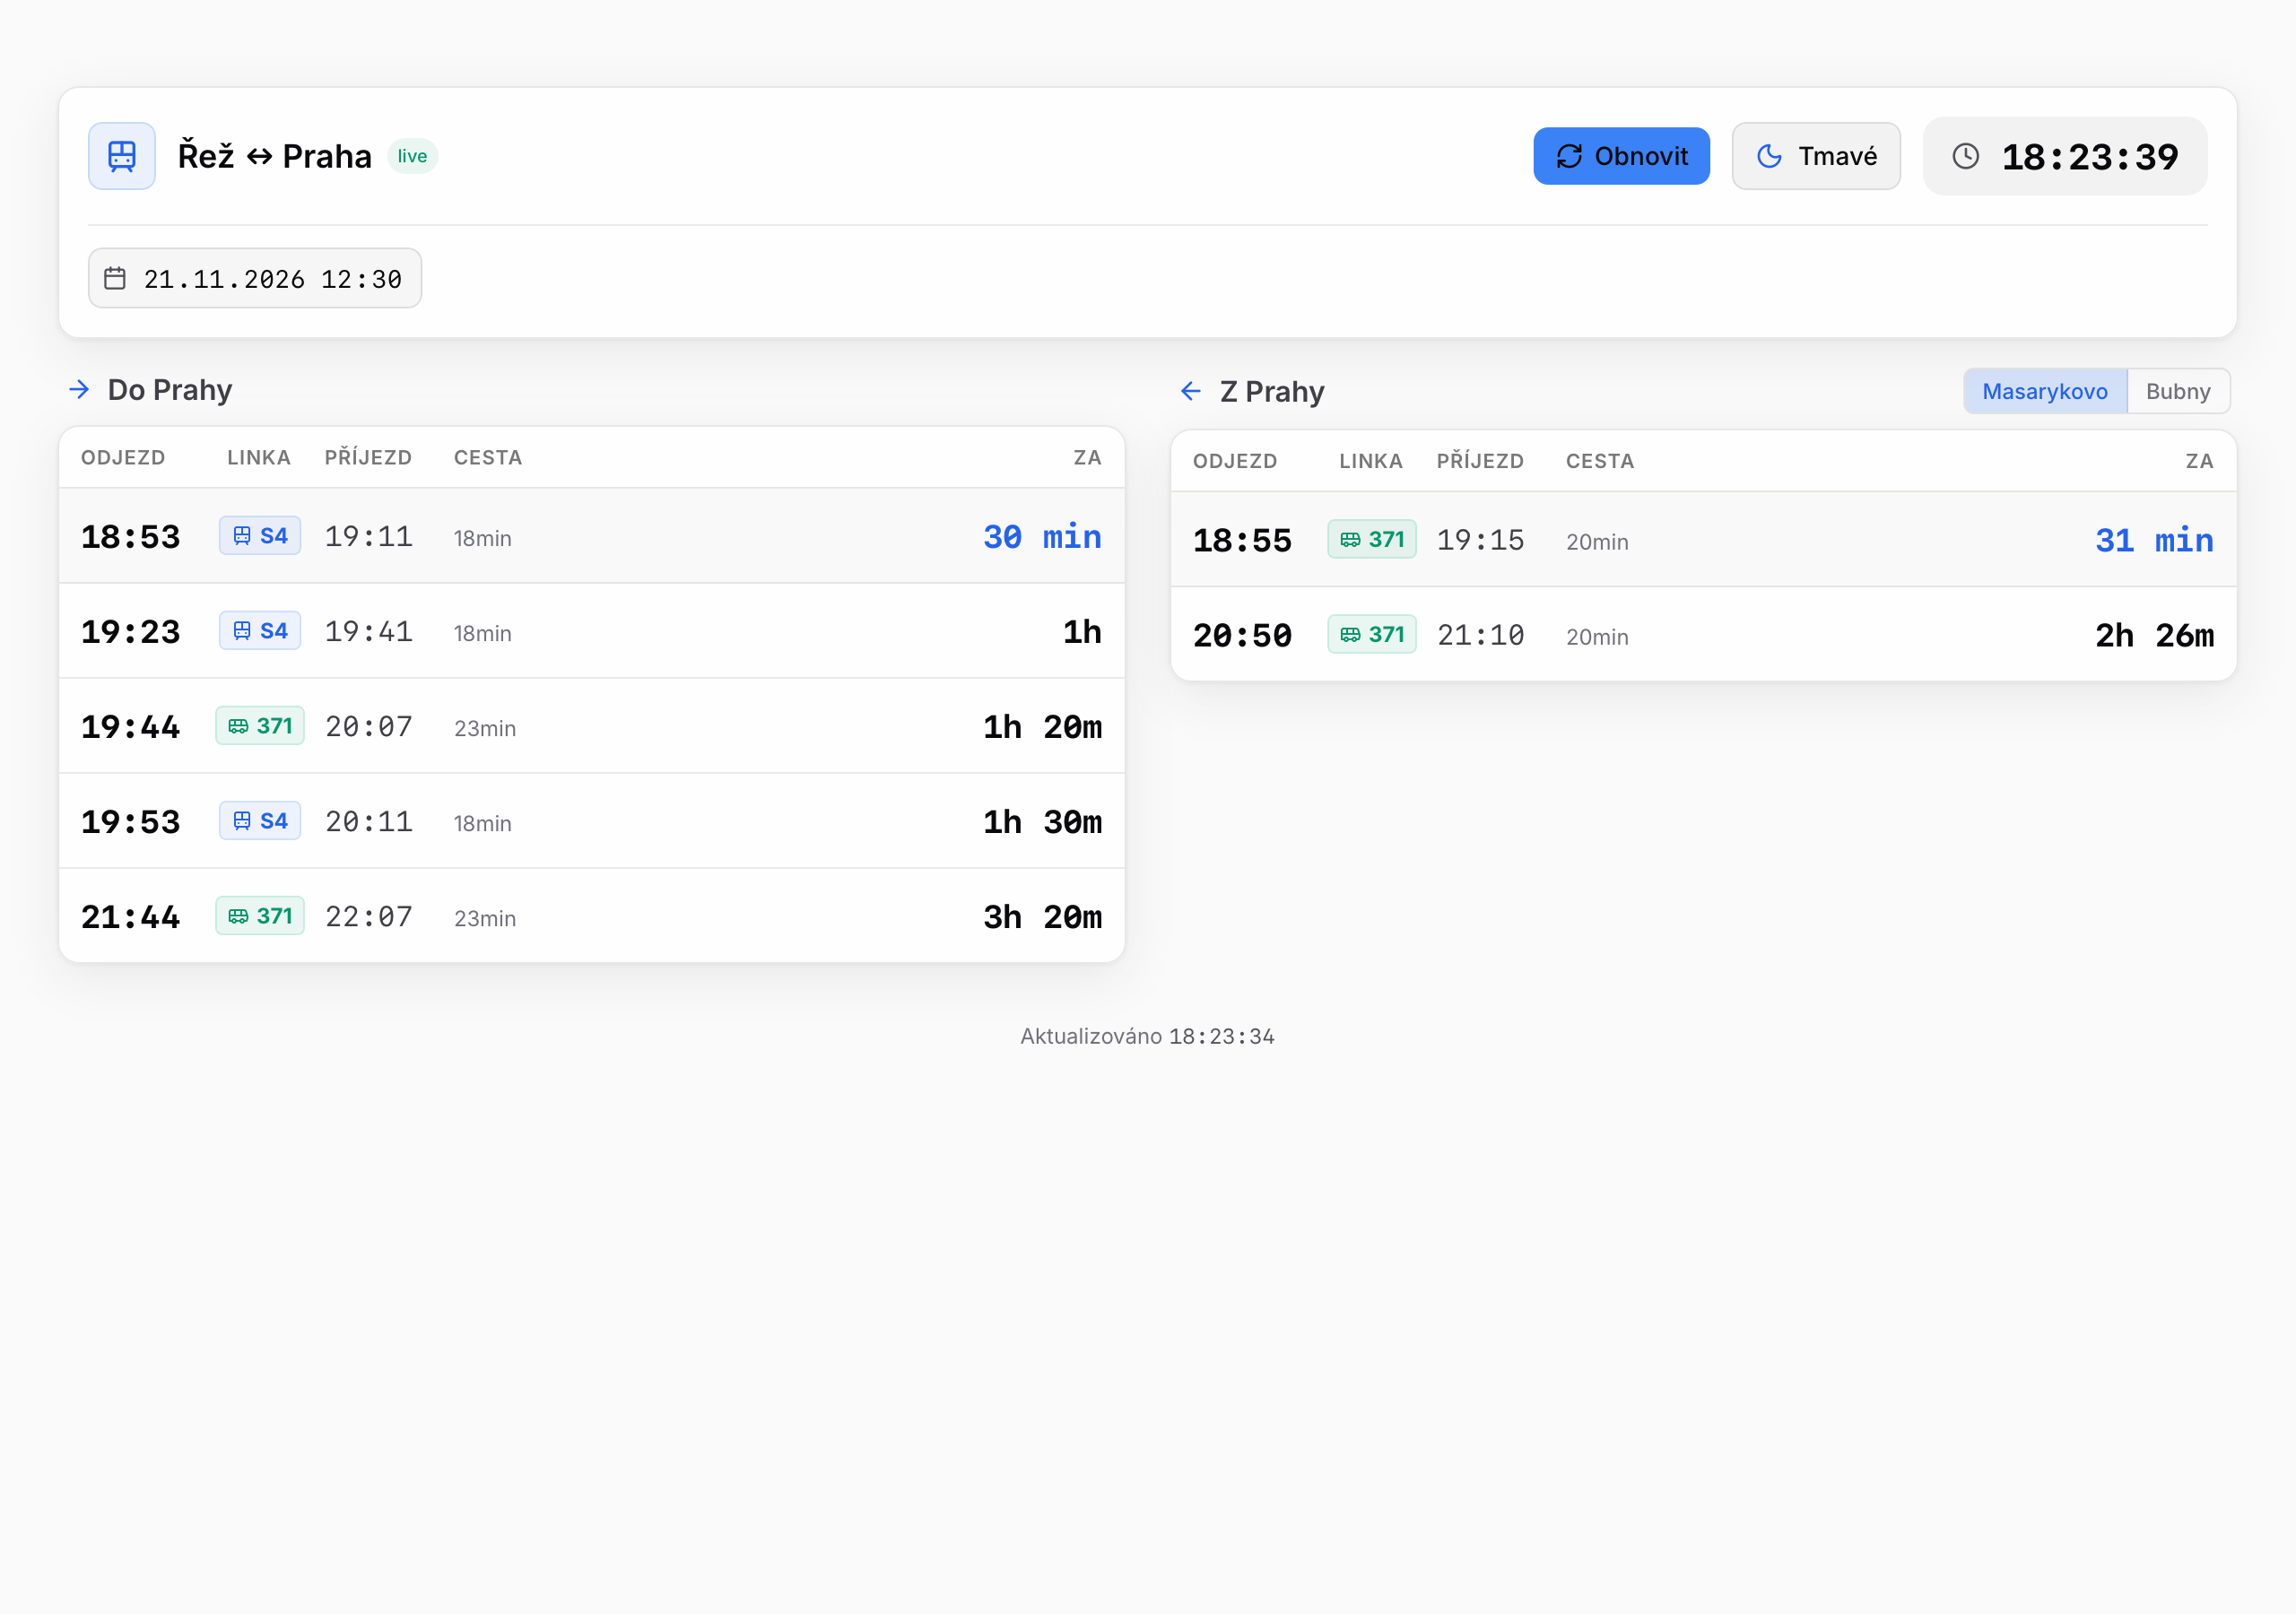 Řež ↔ Praha live
Obnovit Tmavé 18:23:39
21.11.2026 12:30
Do Prahy
ODJEZD LINKA PŘÍJEZD CESTA ZA
18:53 S4 19:11 18min 30 min
19:23 S4 19:41 18min 1h
19:44 371 20:07 23min 1h 20m
19:53 S4 20:11 18min 1h 30m
21:44 371 22:07 23min 3h 20m
Z Prahy Masarykovo Bubny
ODJEZD LINKA PŘÍJEZD CESTA ZA
18:55 371 19:15 20min 31 min
20:50 371 21:10 20min 2h 26m
Aktualizováno 18:23:34